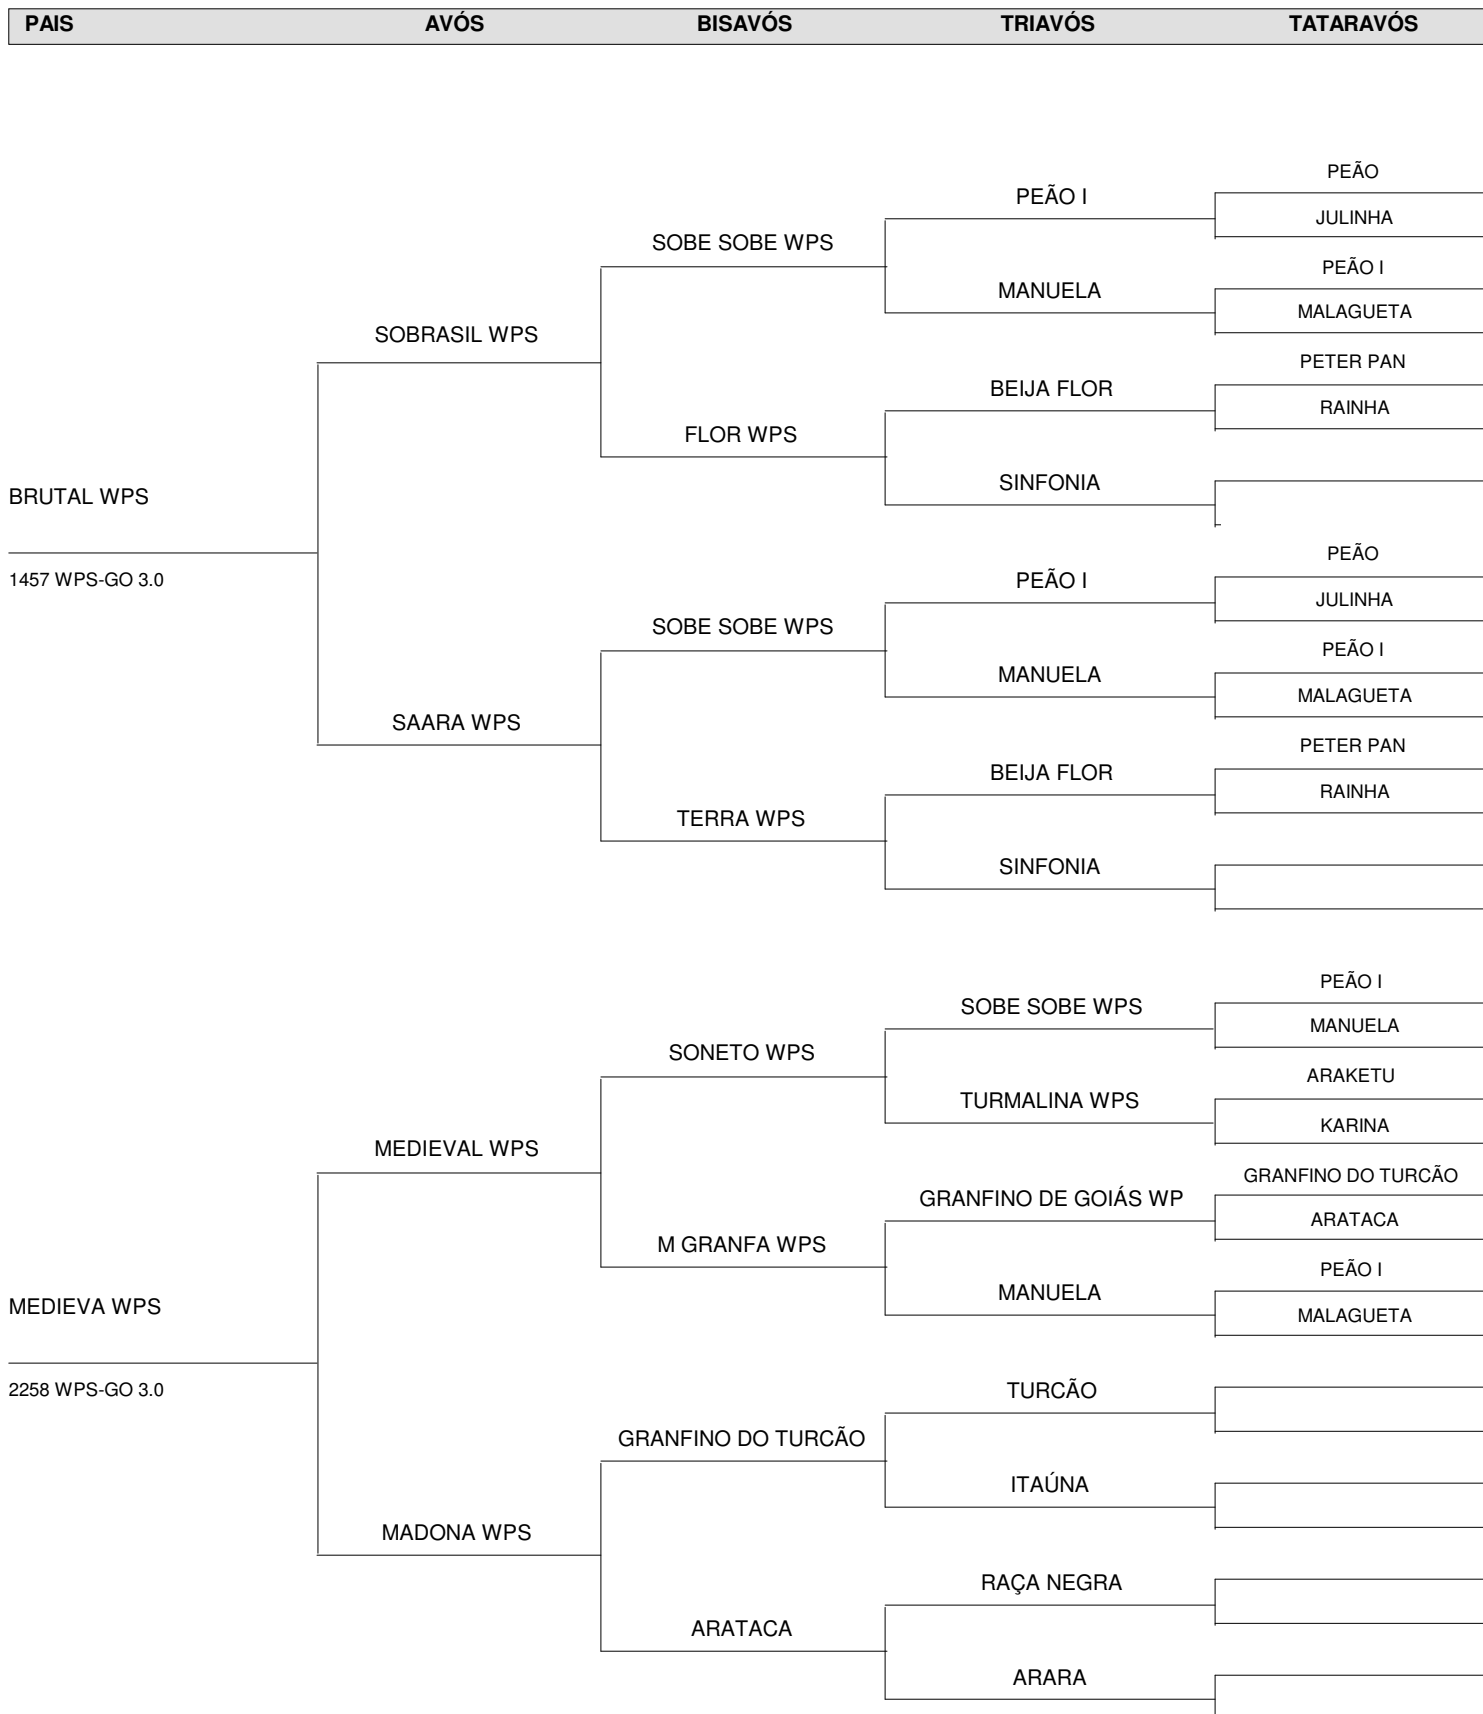 PAIS AVÓS BISAVÓS TRIAVÓS TATARAVÓS
PEÃO
PEÃO I
JULINHA
SOBE SOBE WPS
PEÃO I
MANUELA
MALAGUETA
SOBRASIL WPS
PETER PAN
BEIJA FLOR
RAINHA
FLOR WPS
SINFONIA
BRUTAL WPS
PEÃO
1457 WPS-GO 3.0
PEÃO I
JULINHA
SOBE SOBE WPS
PEÃO I
MANUELA
MALAGUETA
SAARA WPS
PETER PAN
BEIJA FLOR
RAINHA
TERRA WPS
SINFONIA
PEÃO I
SOBE SOBE WPS
MANUELA
SONETO WPS
ARAKETU
TURMALINA WPS
KARINA
MEDIEVAL WPS
GRANFINO DO TURCÃO
GRANFINO DE GOIÁS WP
ARATACA
M GRANFA WPS
PEÃO I
MANUELA
MEDIEVA WPS
MALAGUETA
2258 WPS-GO 3.0
TURCÃO
GRANFINO DO TURCÃO
ITAÚNA
MADONA WPS
RAÇA NEGRA
ARATACA
ARARA